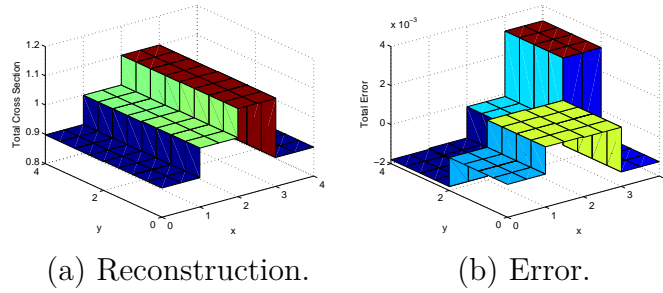 1.2
1.1
1
0.9
0.8
4
2
0
y
0
1
2
3
4
x
Total Cross Section
(a) Reconstruction.
x 10⁻³
4
2
0
−2
4
2
0
y
0
1
2
3
4
x
Total Error
(b) Error.